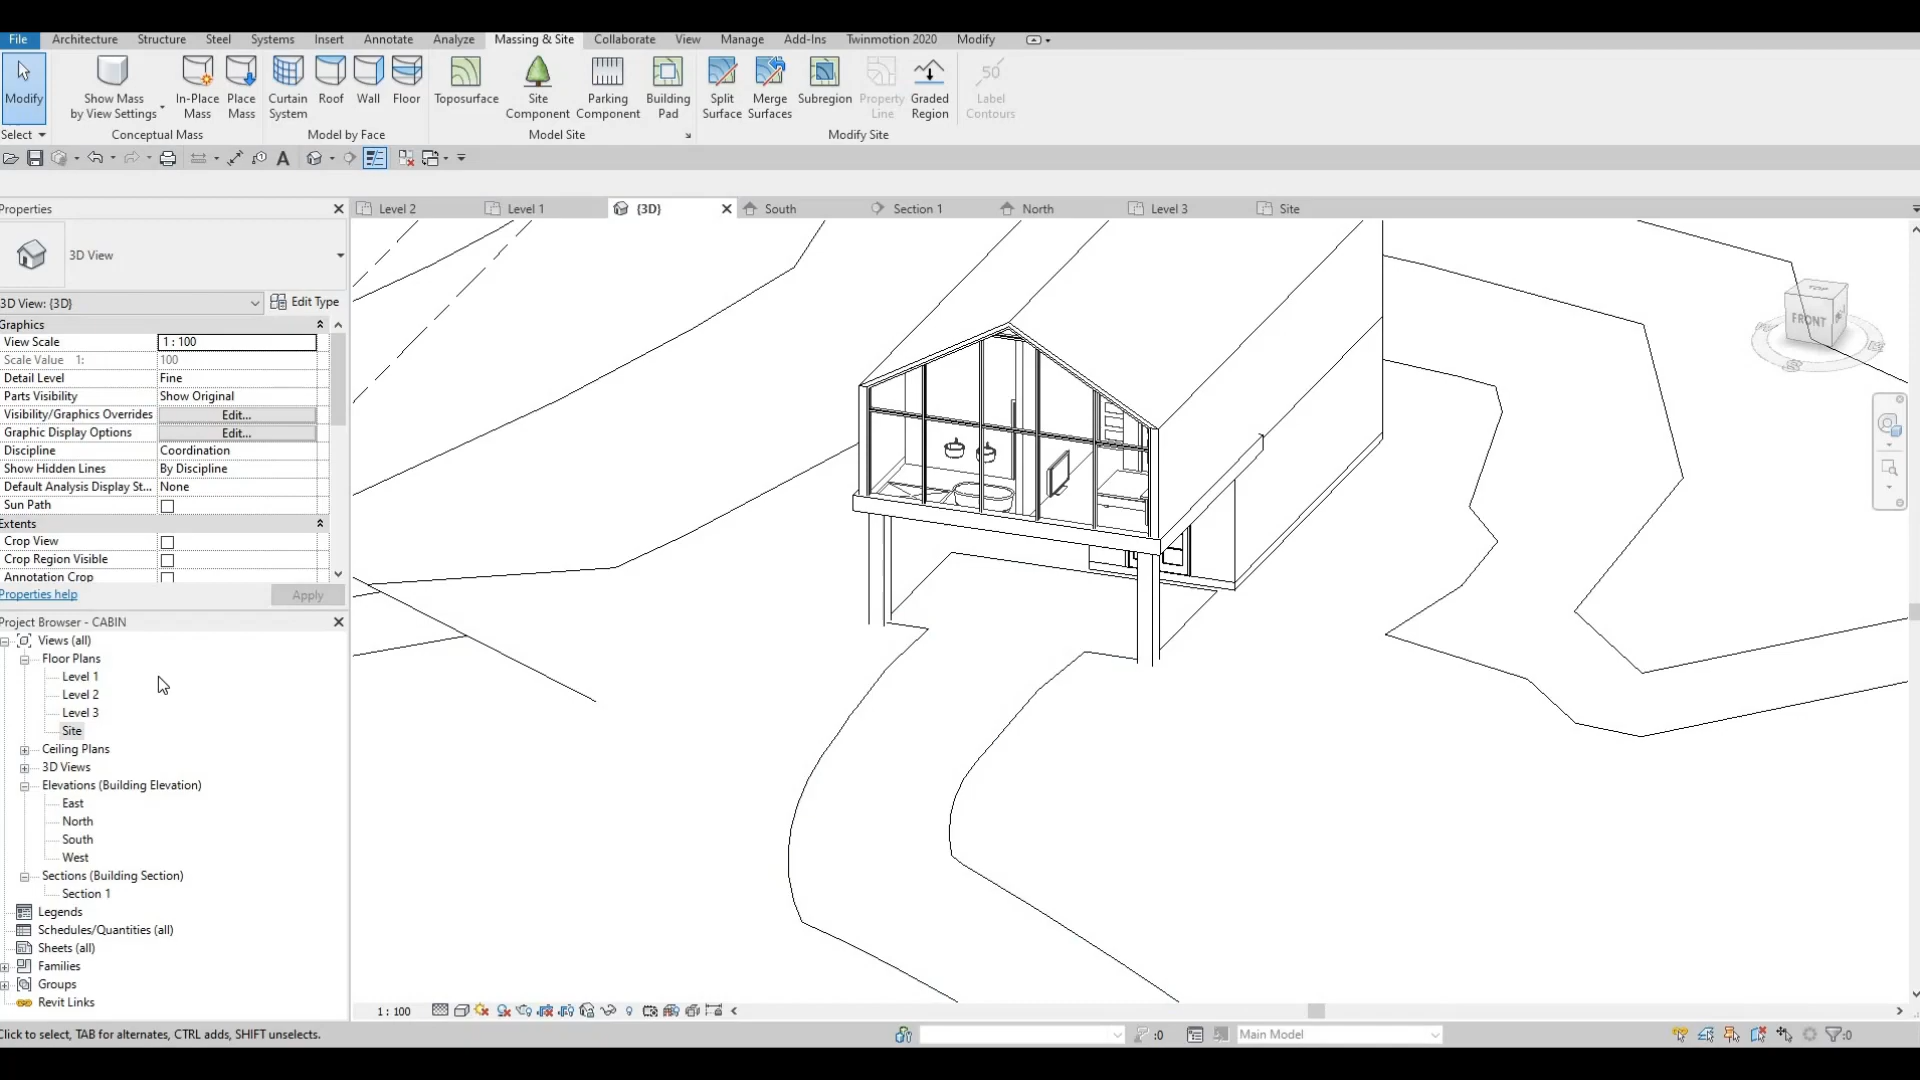 File Architecture Structure Steel Systems Insert Annotate Analyze Massing & Site Collaborate View Manage Add-Ins Twinmotion 2020 Modify
Modify
Show Mass
by View Settings
In-Place
Mass
Place
Mass
Curtain
System
Roof
Wall
Floor
Toposurface
Site
Component
Parking
Component
Building
Pad
Split
Surface
Merge
Surfaces
Subregion
Property
Line
Graded
Region
50
Label
Contours
Select
Conceptual Mass
Model by Face
Model Site
Modify Site
A
Properties
Level 2
Level 1
{3D}
South
Section 1
North
Level 3
Site
3D View
3D View: {3D}
Edit Type
Graphics
View Scale 1 : 100
Scale Value 1: 100
Detail Level Fine
Parts Visibility Show Original
Visibility/Graphics Overrides Edit...
Graphic Display Options Edit...
Discipline Coordination
Show Hidden Lines By Discipline
Default Analysis Display St... None
Sun Path
Extents
Crop View
Crop Region Visible
Annotation Crop
Properties help
Apply
Project Browser - CABIN
Views (all)
Floor Plans
Level 1
Level 2
Level 3
Site
Ceiling Plans
3D Views
Elevations (Building Elevation)
East
North
South
West
Sections (Building Section)
Section 1
Legends
Schedules/Quantities (all)
Sheets (all)
Families
Groups
Revit Links
TOP
FRONT
S
1 : 100
Click to select, TAB for alternates, CTRL adds, SHIFT unselects.
:0
Main Model
:0